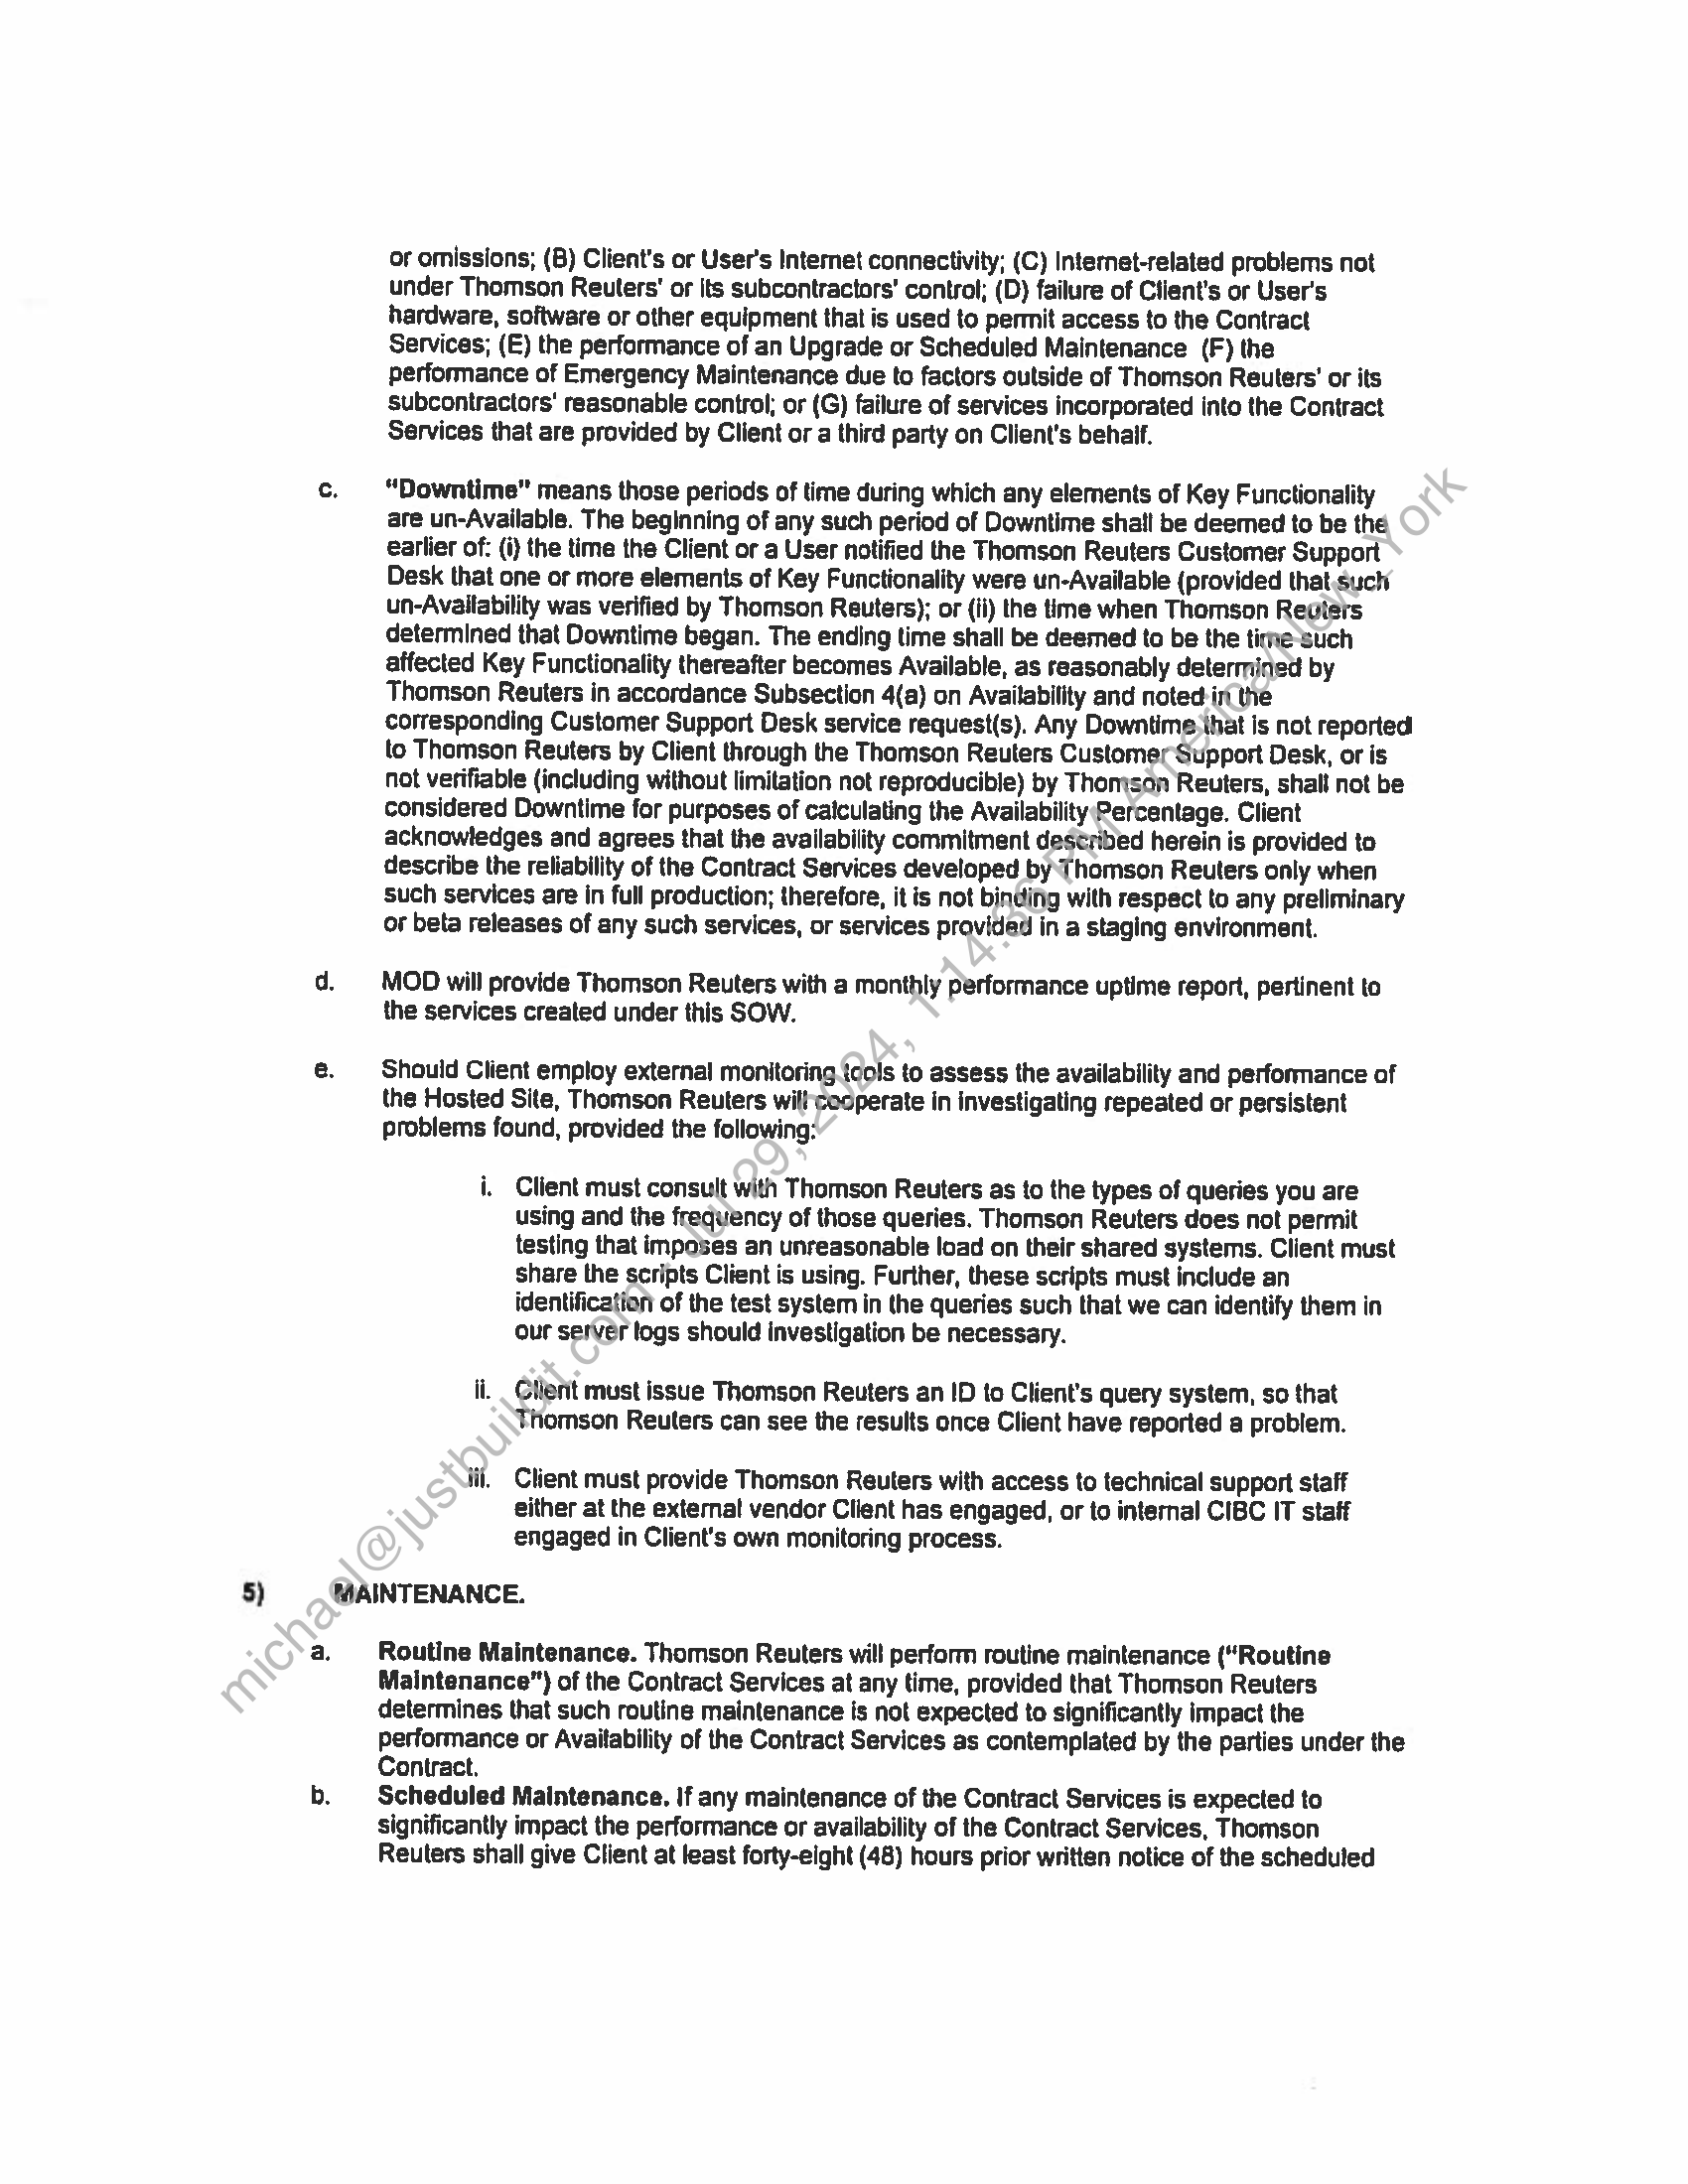 or omissions; (B) Client's or User's Internet connectivity; (C) Internet-related problems not
under Thomson Reuters' or its subcontractors' control; (D) failure of Client's or User's
hardware, software or other equipment that is used to permit access to the Contract
Services; (E) the performance of an Upgrade or Scheduled Maintenance (F) the
performance of Emergency Maintenance due to factors outside of Thomson Reuters' or its
subcontractors' reasonable control; or (G) failure of services incorporated into the Contract
Services that are provided by Client or a third party on Client's behalf.
c. "Downtime" means those periods of time during which any elements of Key Functionality
are un-Available. The beginning of any such period of Downtime shall be deemed to be the
earlier of: (i) the time the Client or a User notified the Thomson Reuters Customer Support
Desk that one or more elements of Key Functionality were un-Available (provided that such
un-Availability was verified by Thomson Reuters); or (ii) the time when Thomson Reuters
determined that Downtime began. The ending time shall be deemed to be the time such
affected Key Functionality thereafter becomes Available, as reasonably determined by
Thomson Reuters in accordance Subsection 4(a) on Availability and noted in the
corresponding Customer Support Desk service request(s). Any Downtime that is not reported
to Thomson Reuters by Client through the Thomson Reuters Customer Support Desk, or is
not verifiable (including without limitation not reproducible) by Thomson Reuters, shall not be
considered Downtime for purposes of calculating the Availability Percentage. Client
acknowledges and agrees that the availability commitment described herein is provided to
describe the reliability of the Contract Services developed by Thomson Reuters only when
such services are in full production; therefore, it is not binding with respect to any preliminary
or beta releases of any such services, or services provided in a staging environment.
d. MOD will provide Thomson Reuters with a monthly performance uptime report, pertinent to
the services created under this SOW.
e. Should Client employ external monitoring tools to assess the availability and performance of
the Hosted Site, Thomson Reuters will cooperate in investigating repeated or persistent
problems found, provided the following:
i. Client must consult with Thomson Reuters as to the types of queries you are
using and the frequency of those queries. Thomson Reuters does not permit
testing that imposes an unreasonable load on their shared systems. Client must
share the scripts Client is using. Further, these scripts must include an
identification of the test system in the queries such that we can identify them in
our server logs should investigation be necessary.
ii. Client must issue Thomson Reuters an ID to Client's query system, so that
Thomson Reuters can see the results once Client have reported a problem.
iii. Client must provide Thomson Reuters with access to technical support staff
either at the external vendor Client has engaged, or to internal CIBC IT staff
engaged in Client's own monitoring process.
5) MAINTENANCE.
a. Routine Maintenance. Thomson Reuters will perform routine maintenance ("Routine
Maintenance") of the Contract Services at any time, provided that Thomson Reuters
determines that such routine maintenance is not expected to significantly impact the
performance or Availability of the Contract Services as contemplated by the parties under the
Contract.
b. Scheduled Maintenance. If any maintenance of the Contract Services is expected to
significantly impact the performance or availability of the Contract Services, Thomson
Reuters shall give Client at least forty-eight (48) hours prior written notice of the scheduled
michael@justbuildit.com - Jul 29, 2024, 1:14:36 PM America/New_York